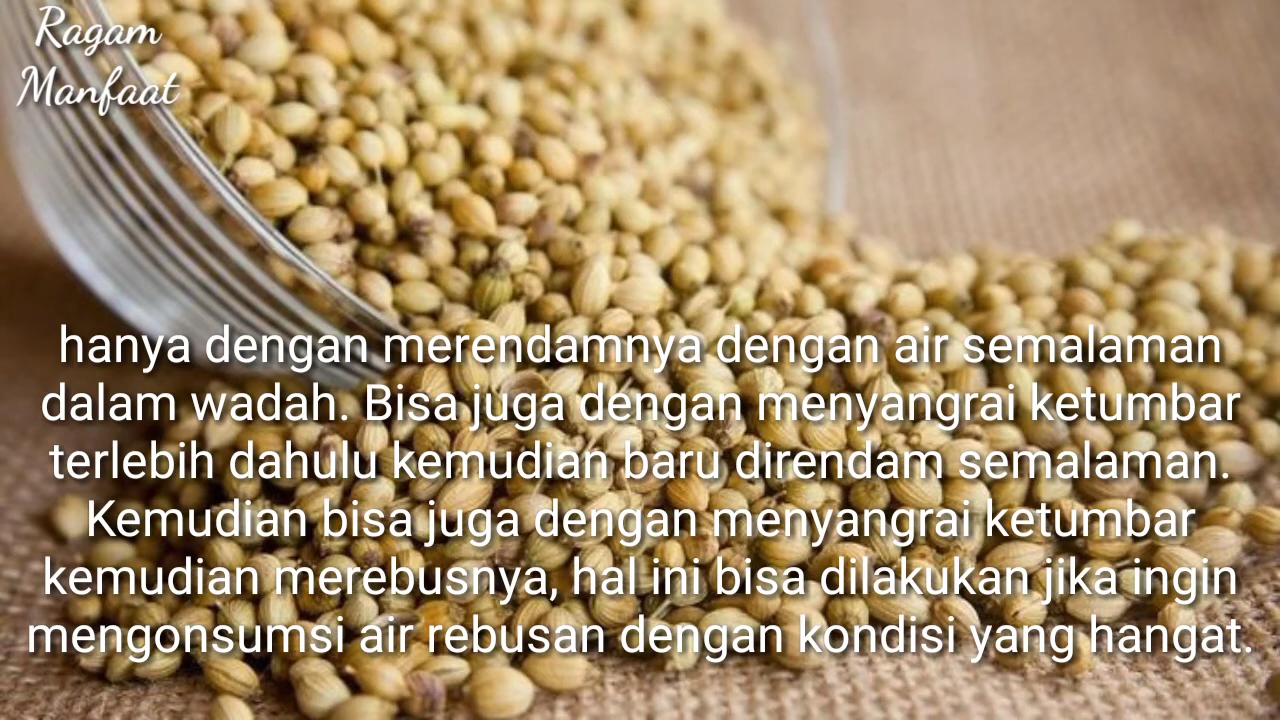 Ragam
Manfaat
hanya dengan merendamnya dengan air semalaman
dalam wadah. Bisa juga dengan menyangrai ketumbar
terlebih dahulu kemudian baru direndam semalaman.
Kemudian bisa juga dengan menyangrai ketumbar
kemudian merebusnya, hal ini bisa dilakukan jika ingin
mengonsumsi air rebusan dengan kondisi yang hangat.